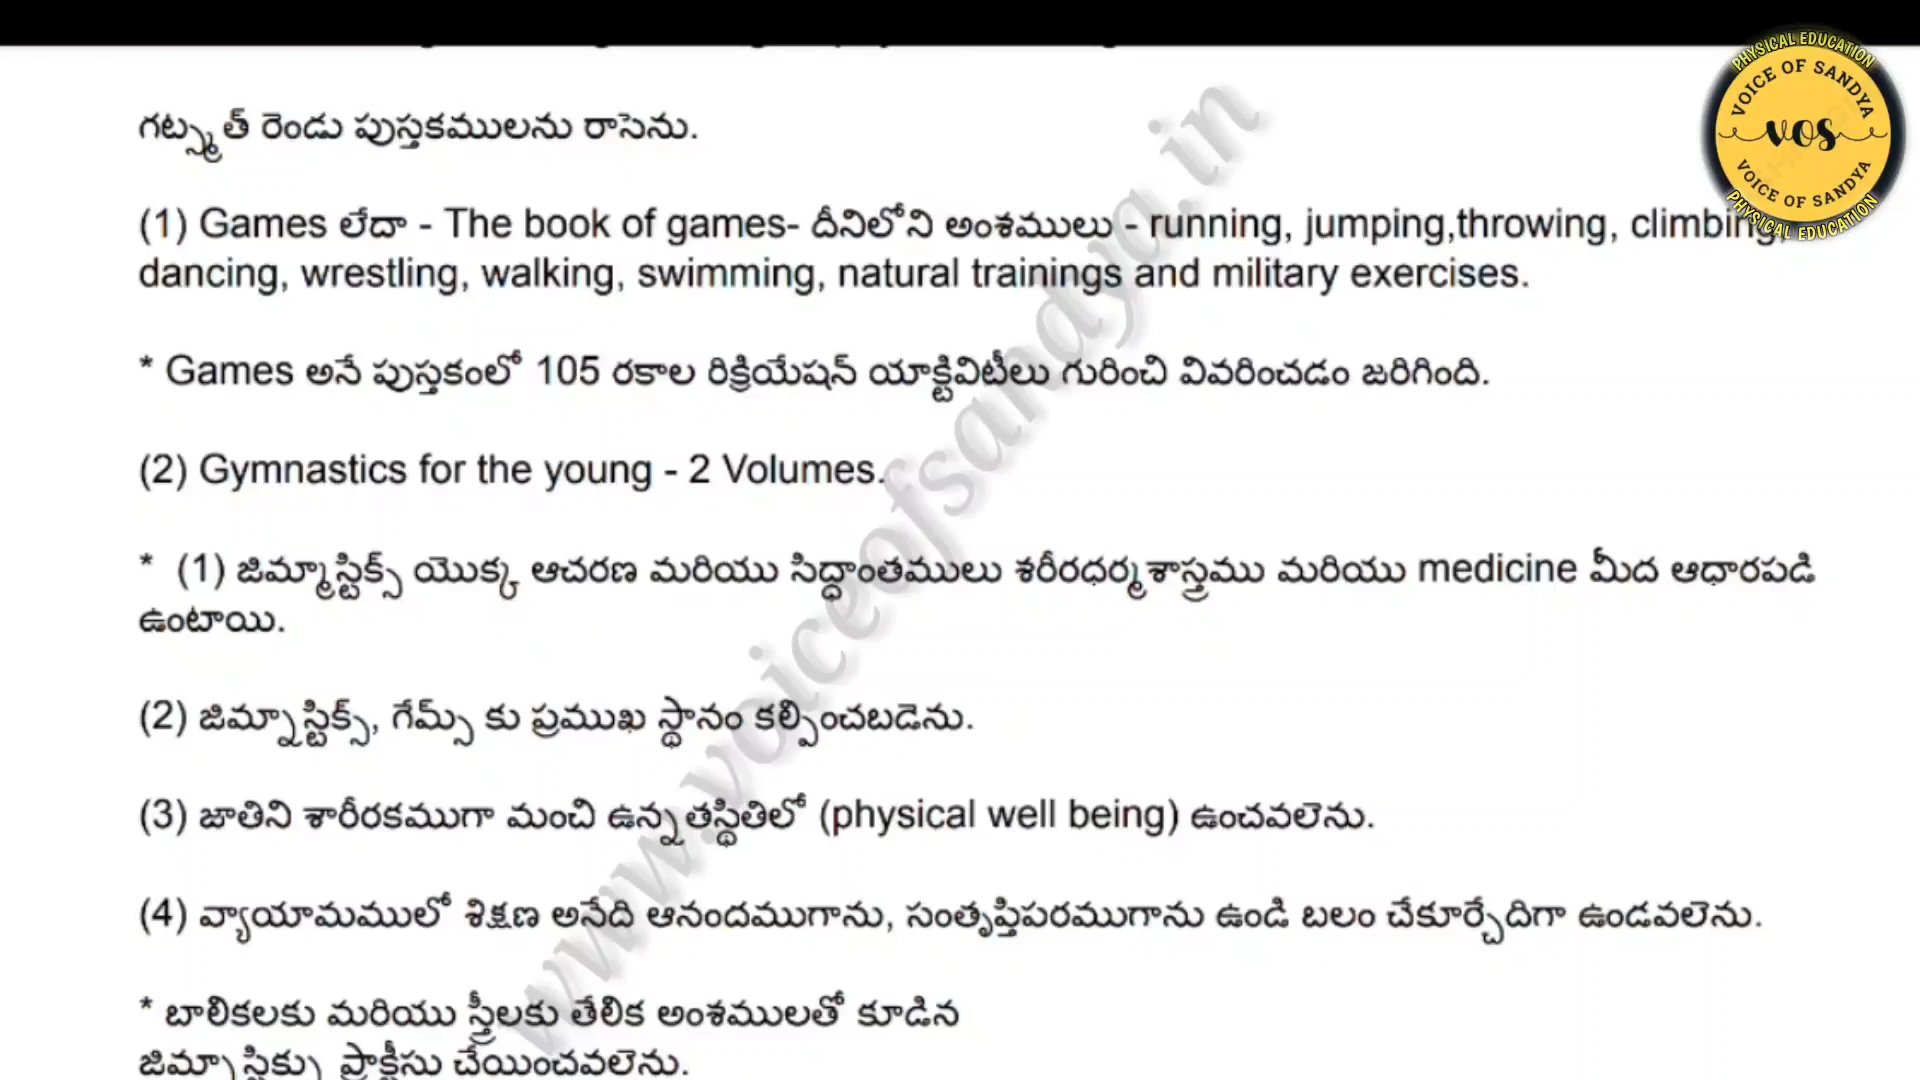 గట్స్మత్ రెండు పుస్తకములను రాసెను.
(1) Games లేదా - The book of games- దీనిలోని అంశములు - running, jumping,throwing, climbing,
dancing, wrestling, walking, swimming, natural trainings and military exercises.
* Games అనే పుస్తకంలో 105 రకాల రిక్రియేషన్ యాక్టివిటీలు గురించి వివరించడం జరిగింది.
(2) Gymnastics for the young - 2 Volumes.
* (1) జిమ్మాస్టిక్స్ యొక్క ఆచరణ మరియు సిద్ధాంతములు శరీరధర్మశాస్త్రము మరియు medicine మీద ఆధారపడి
ఉంటాయి.
(2) జిమ్నాస్టిక్స్, గేమ్స్ కు ప్రముఖ స్థానం కల్పించబడెను.
(3) జాతిని శారీరకముగా మంచి ఉన్నతస్థితిలో (physical well being) ఉంచవలెను.
(4) వ్యాయామములో శిక్షణ అనేది ఆనందముగాను, సంతృప్తిపరముగాను ఉండి బలం చేకూర్చేదిగా ఉండవలెను.
* బాలికలకు మరియు స్త్రీలకు తేలిక అంశములతో కూడిన
జిమ్నాస్టిక్సు ప్రాక్టీసు చేయించవలెను.
www.voiceofsandya.in
PHYSICAL EDUCATION
VOICE OF SANDYA
VOS
VOICE OF SANDYA
PHYSICAL EDUCATION